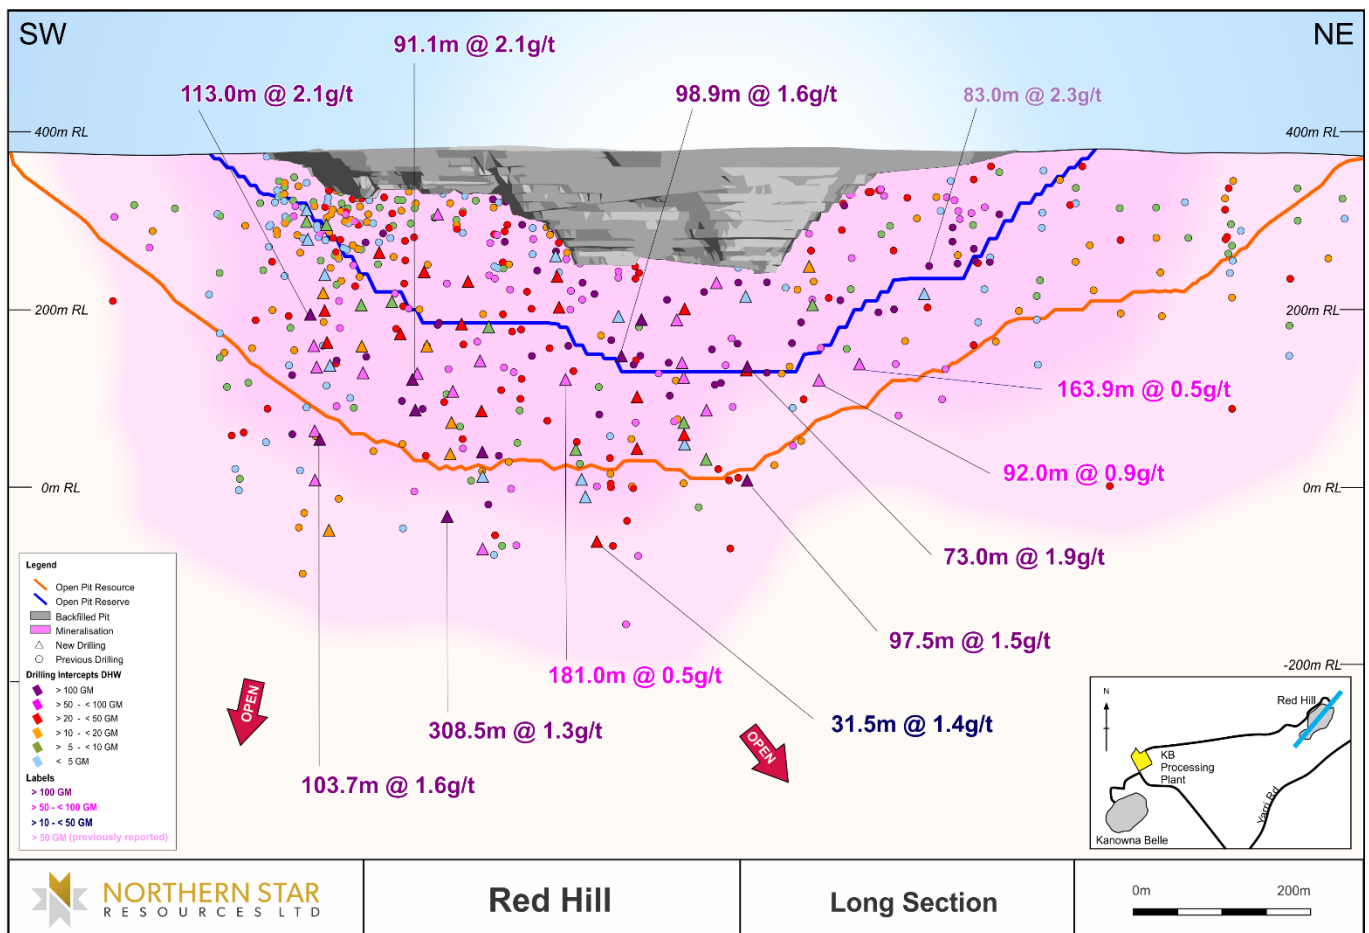 SW
NE
91.1m @ 2.1g/t
113.0m @ 2.1g/t
98.9m @ 1.6g/t
83.0m @ 2.3g/t
400m RL
400m RL
200m RL
200m RL
163.9m @ 0.5g/t
92.0m @ 0.9g/t
0m RL
0m RL
73.0m @ 1.9g/t
97.5m @ 1.5g/t
-200m RL
181.0m @ 0.5g/t
31.5m @ 1.4g/t
308.5m @ 1.3g/t
103.7m @ 1.6g/t
OPEN
OPEN
Legend
Open Pit Resource
Open Pit Reserve
Backfilled Pit
Mineralisation
New Drilling
Previous Drilling
Drilling Intercepts DHW
> 100 GM
> 50 - < 100 GM
> 20 - < 50 GM
> 10 - < 20 GM
> 5 - < 10 GM
< 5 GM
Labels
> 100 GM
> 50 - < 100 GM
> 10 - < 50 GM
> 50 GM (previously reported)
N
Red Hill
KB
Processing
Plant
Yarri Rd
Kanowna Belle
NORTHERN STAR
RESOURCES LTD
Red Hill
Long Section
0m
200m